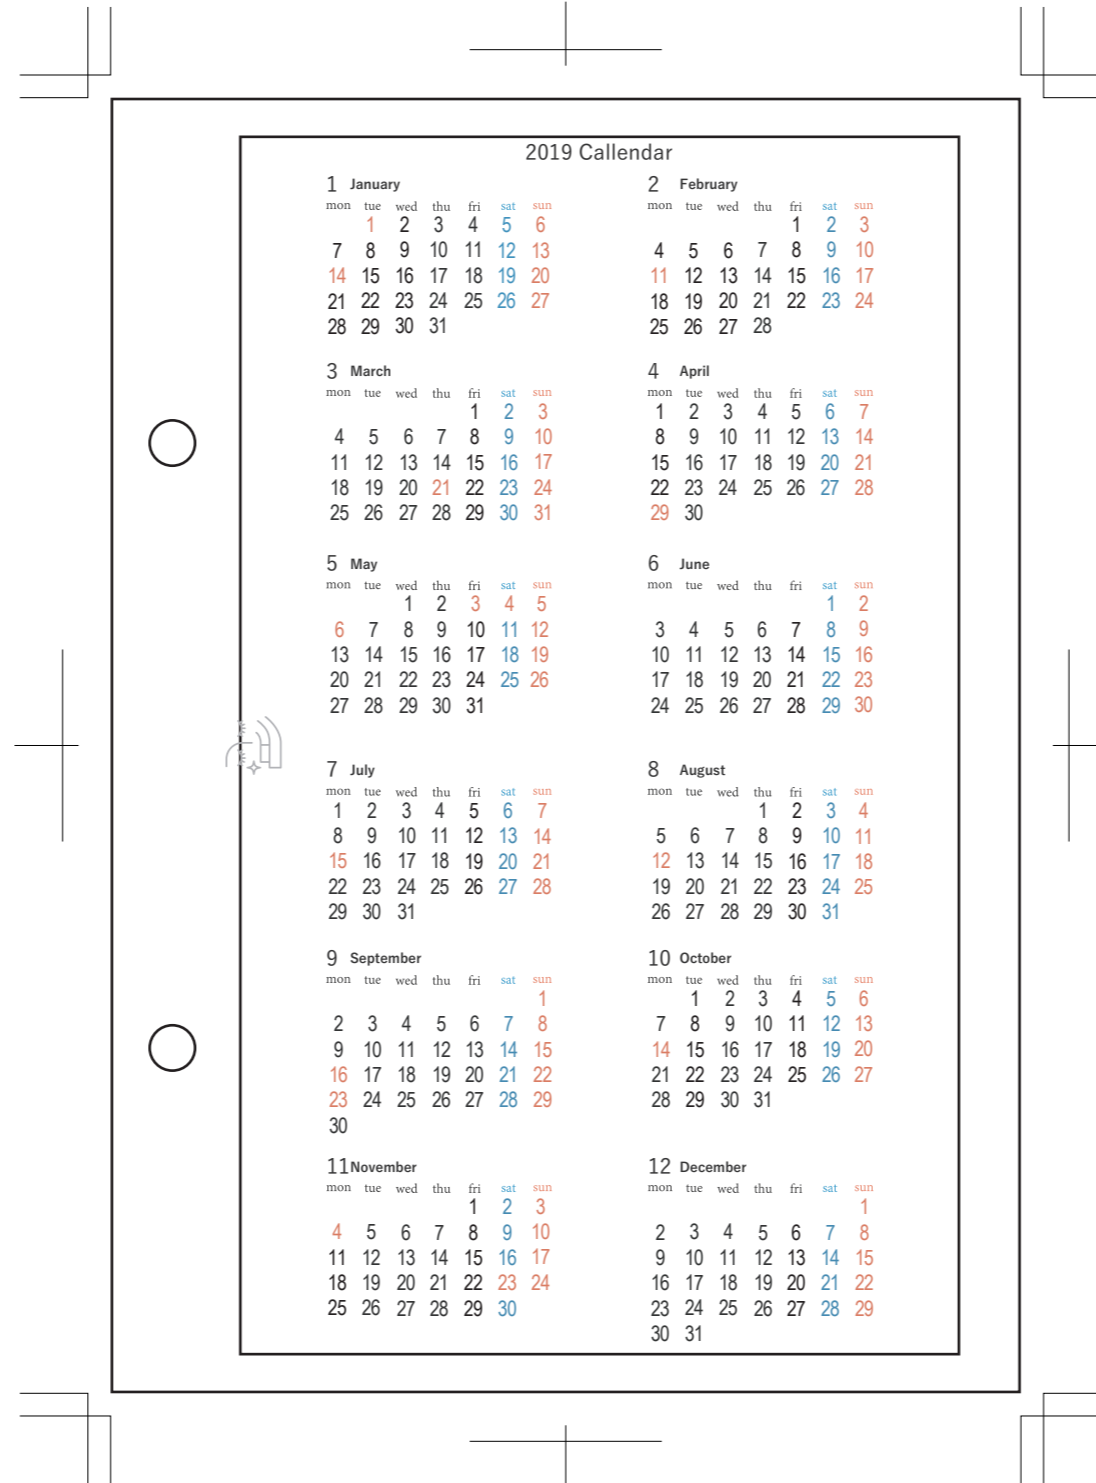 2019 Callendar
1 January
mon tue wed thu fri sat sun
1 2 3 4 5 6
7 8 9 10 11 12 13
14 15 16 17 18 19 20
21 22 23 24 25 26 27
28 29 30 31
2 February
mon tue wed thu fri sat sun
1 2 3
4 5 6 7 8 9 10
11 12 13 14 15 16 17
18 19 20 21 22 23 24
25 26 27 28
3 March
mon tue wed thu fri sat sun
1 2 3
4 5 6 7 8 9 10
11 12 13 14 15 16 17
18 19 20 21 22 23 24
25 26 27 28 29 30 31
4 April
mon tue wed thu fri sat sun
1 2 3 4 5 6 7
8 9 10 11 12 13 14
15 16 17 18 19 20 21
22 23 24 25 26 27 28
29 30
5 May
mon tue wed thu fri sat sun
1 2 3 4 5
6 7 8 9 10 11 12
13 14 15 16 17 18 19
20 21 22 23 24 25 26
27 28 29 30 31
6 June
mon tue wed thu fri sat sun
1 2
3 4 5 6 7 8 9
10 11 12 13 14 15 16
17 18 19 20 21 22 23
24 25 26 27 28 29 30
7 July
mon tue wed thu fri sat sun
1 2 3 4 5 6 7
8 9 10 11 12 13 14
15 16 17 18 19 20 21
22 23 24 25 26 27 28
29 30 31
8 August
mon tue wed thu fri sat sun
1 2 3 4
5 6 7 8 9 10 11
12 13 14 15 16 17 18
19 20 21 22 23 24 25
26 27 28 29 30 31
9 September
mon tue wed thu fri sat sun
1
2 3 4 5 6 7 8
9 10 11 12 13 14 15
16 17 18 19 20 21 22
23 24 25 26 27 28 29
30
10 October
mon tue wed thu fri sat sun
1 2 3 4 5 6
7 8 9 10 11 12 13
14 15 16 17 18 19 20
21 22 23 24 25 26 27
28 29 30 31
11 November
mon tue wed thu fri sat sun
1 2 3
4 5 6 7 8 9 10
11 12 13 14 15 16 17
18 19 20 21 22 23 24
25 26 27 28 29 30
12 December
mon tue wed thu fri sat sun
1
2 3 4 5 6 7 8
9 10 11 12 13 14 15
16 17 18 19 20 21 22
23 24 25 26 27 28 29
30 31